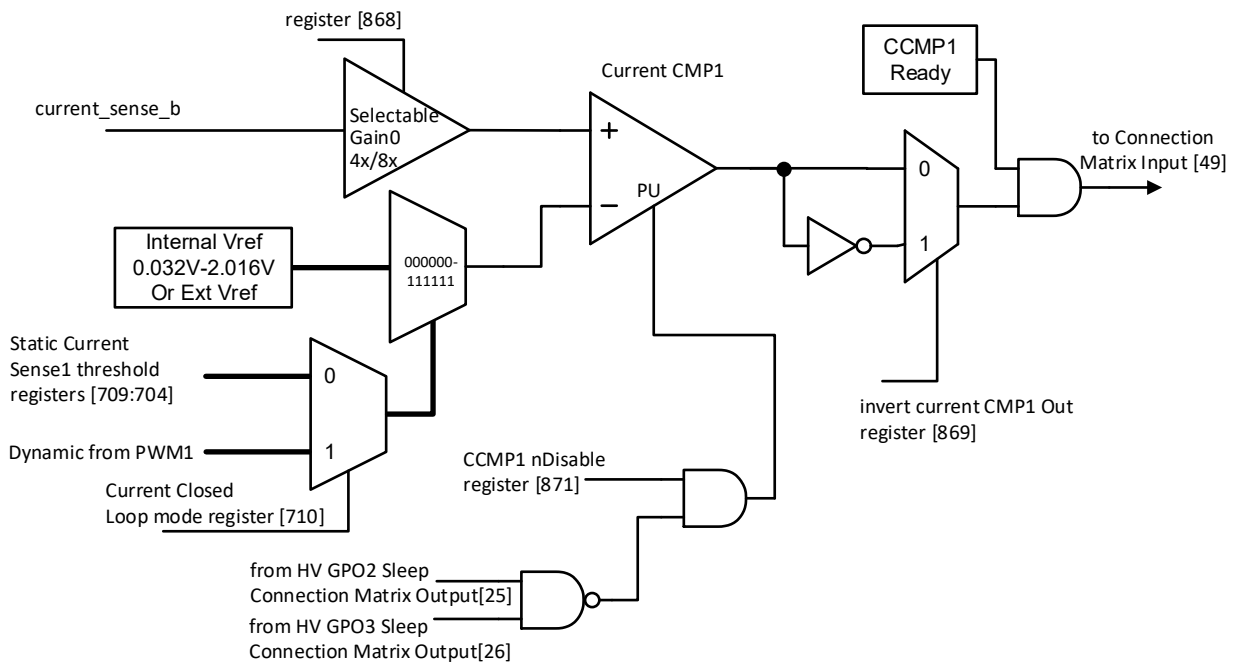 register [868]
CCMP1
Ready
Current CMP1
current_sense_b
Selectable
Gain0
4x/8x
+
−
PU
0
1
to Connection
Matrix Input [49]
Internal Vref
0.032V-2.016V
Or Ext Vref
000000-
111111
Static Current
Sense1 threshold
registers [709:704]
0
1
Dynamic from PWM1
Current Closed
Loop mode register [710]
invert current CMP1 Out
register [869]
CCMP1 nDisable
register [871]
from HV GPO2 Sleep
Connection Matrix Output[25]
from HV GPO3 Sleep
Connection Matrix Output[26]